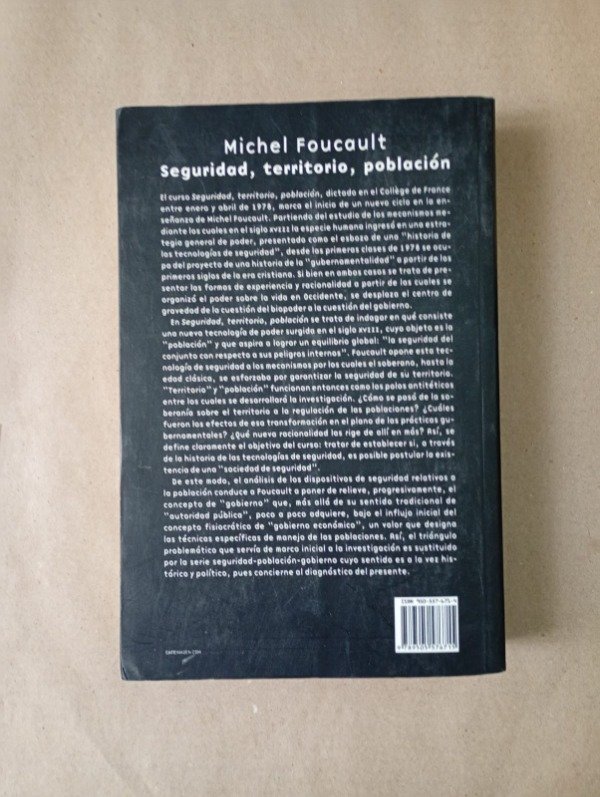 Michel Foucault
Seguridad, territorio, población
El curso Seguridad, territorio, población, dictado en el Collège de France
entre enero y abril de 1978, marca el inicio de un nuevo ciclo en la en-
señanza de Michel Foucault. Partiendo del estudio de los mecanismos me-
diante los cuales en el siglo XVIII la especie humana ingresó en una estra-
tegia general de poder, presentado como el esbozo de una "historia de
las tecnologías de seguridad", desde las primeras clases de 1978 se ocu-
pa del proyecto de una historia de la "gubernamentalidad" a partir de los
primeros siglos de la era cristiana. Si bien en ambos casos se trata de pre-
sentar las formas de experiencia y racionalidad a partir de las cuales se
organizó el poder sobre la vida en Occidente, se desplaza el centro de
gravedad de la cuestión del biopoder a la cuestión del gobierno.
En Seguridad, territorio, población se trata de indagar en qué consiste
una nueva tecnología de poder surgida en el siglo XVIII, cuyo objeto es la
"población" y que aspira a lograr un equilibrio global: "la seguridad del
conjunto con respecto a sus peligros internos". Foucault opone esta tec-
nología de seguridad a los mecanismos por los cuales el soberano, hasta la
edad clásica, se esforzaba por garantizar la seguridad de su territorio.
"Territorio" y "población" funcionan entonces como los polos antitéticos
entre los cuales se desarrollará la investigación. ¿Cómo se pasó de la so-
beranía sobre el territorio a la regulación de las poblaciones? ¿Cuáles
fueron los efectos de esa transformación en el plano de las prácticas gu-
bernamentales? ¿Qué nueva racionalidad las rige de allí en más? Así, se
define claramente el objetivo del curso: tratar de establecer si, a través
de la historia de las tecnologías de seguridad, es posible postular la exis-
tencia de una "sociedad de seguridad".
De este modo, el análisis de los dispositivos de seguridad relativos a
la población conduce a Foucault a poner de relieve, progresivamente, el
concepto de "gobierno" que, más allá de su sentido tradicional de
"autoridad pública", poco a poco adquiere, bajo el influjo inicial del
concepto fisiocrático de "gobierno económico", un valor que designa
las técnicas específicas de manejo de las poblaciones. Así, el triángulo
problemático que servía de marco inicial a la investigación es sustituido
por la serie seguridad-población-gobierno cuyo sentido es a la vez his-
tórico y político, pues concierne al diagnóstico del presente.
ISBN 950-557-671-4